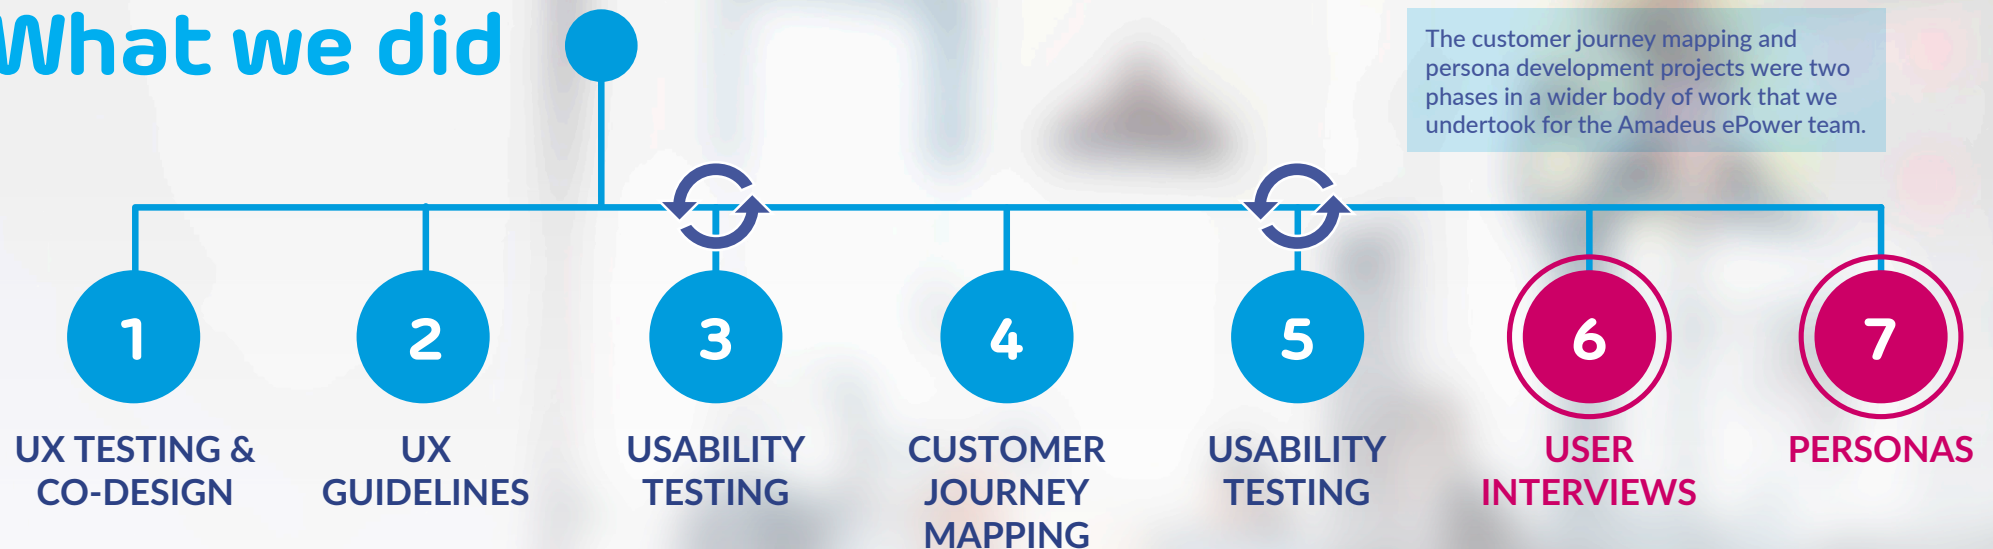 What we did
The customer journey mapping and
persona development projects were two
phases in a wider body of work that we
undertook for the Amadeus ePower team.
1
2
3
4
5
6
7
UX TESTING &
CO-DESIGN
UX
GUIDELINES
USABILITY
TESTING
CUSTOMER
JOURNEY
MAPPING
USABILITY
TESTING
USER
INTERVIEWS
PERSONAS